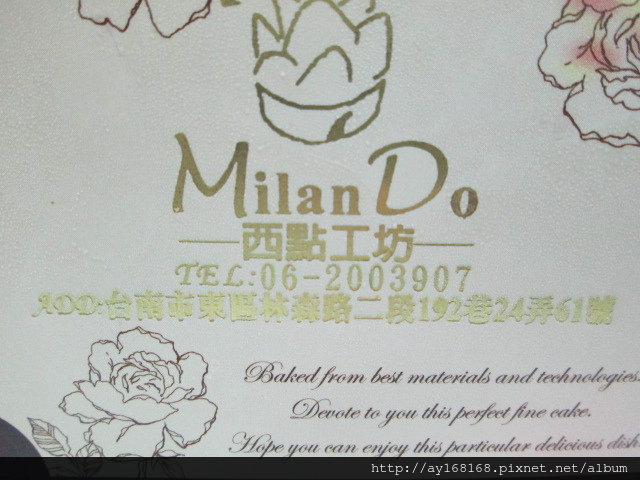 Milan Do
西點工坊
TEL:06-2003907
ADD:台南市東區林森路二段192巷24弄61號
Baked from best materials and technologies.
Devote to you this perfect fine cake.
Hope you can enjoy this particular delicious dish.
http://ay168168.pixnet.net/album